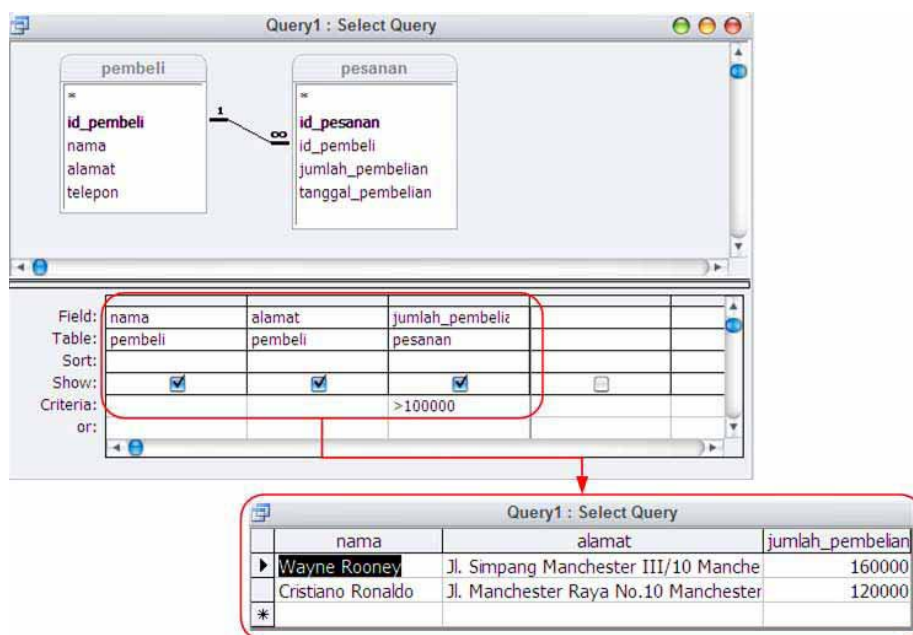 Query1 : Select Query
pembeli pesanan
* *
id_pembeli 1 ∞ id_pesanan
nama id_pembeli
alamat jumlah_pembelian
telepon tanggal_pembelian
Field: nama alamat jumlah_pembelia
Table: pembeli pembeli pesanan
Sort:
Show:
Criteria: >100000
or:
Query1 : Select Query
nama alamat jumlah_pembelian
Wayne Rooney Jl. Simpang Manchester III/10 Manche 160000
Cristiano Ronaldo Jl. Manchester Raya No.10 Manchester 120000
*